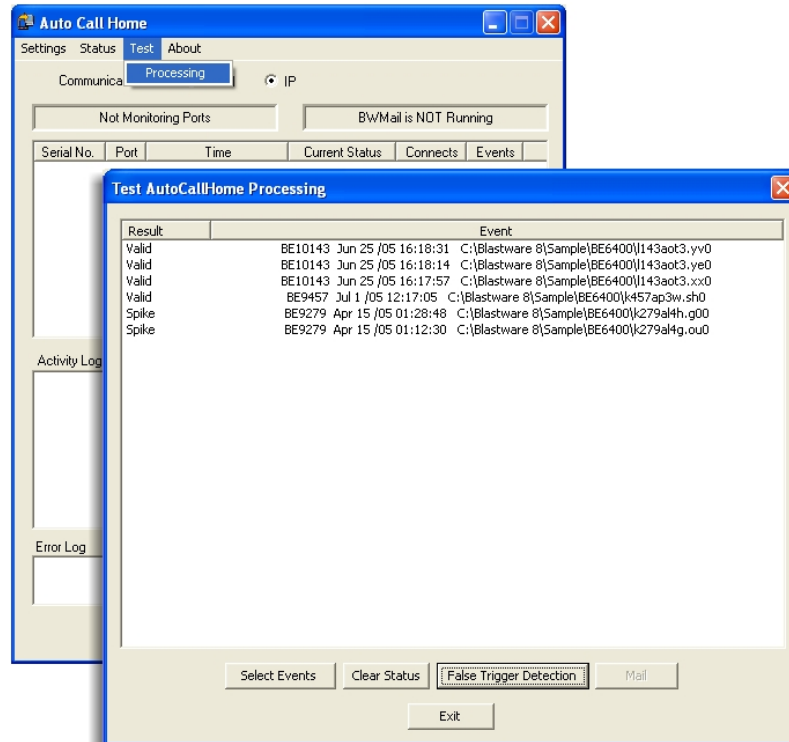 Auto Call Home
Settings Status Test About
Processing
Communica
IP
Not Monitoring Ports
BWMail is NOT Running
Serial No. Port Time Current Status Connects Events
Test AutoCallHome Processing
Result Event
Valid BE10143 Jun 25 /05 16:18:31 C:\Blastware 8\Sample\BE6400\l143aot3.yv0
Valid BE10143 Jun 25 /05 16:18:14 C:\Blastware 8\Sample\BE6400\l143aot3.ye0
Valid BE10143 Jun 25 /05 16:17:57 C:\Blastware 8\Sample\BE6400\l143aot3.xx0
Valid BE9457 Jul 1 /05 12:17:05 C:\Blastware 8\Sample\BE6400\k457ap3w.sh0
Spike BE9279 Apr 15 /05 01:28:48 C:\Blastware 8\Sample\BE6400\k279al4h.g00
Spike BE9279 Apr 15 /05 01:12:30 C:\Blastware 8\Sample\BE6400\k279al4g.ou0
Activity Log
Error Log
Select Events Clear Status False Trigger Detection Mail
Exit